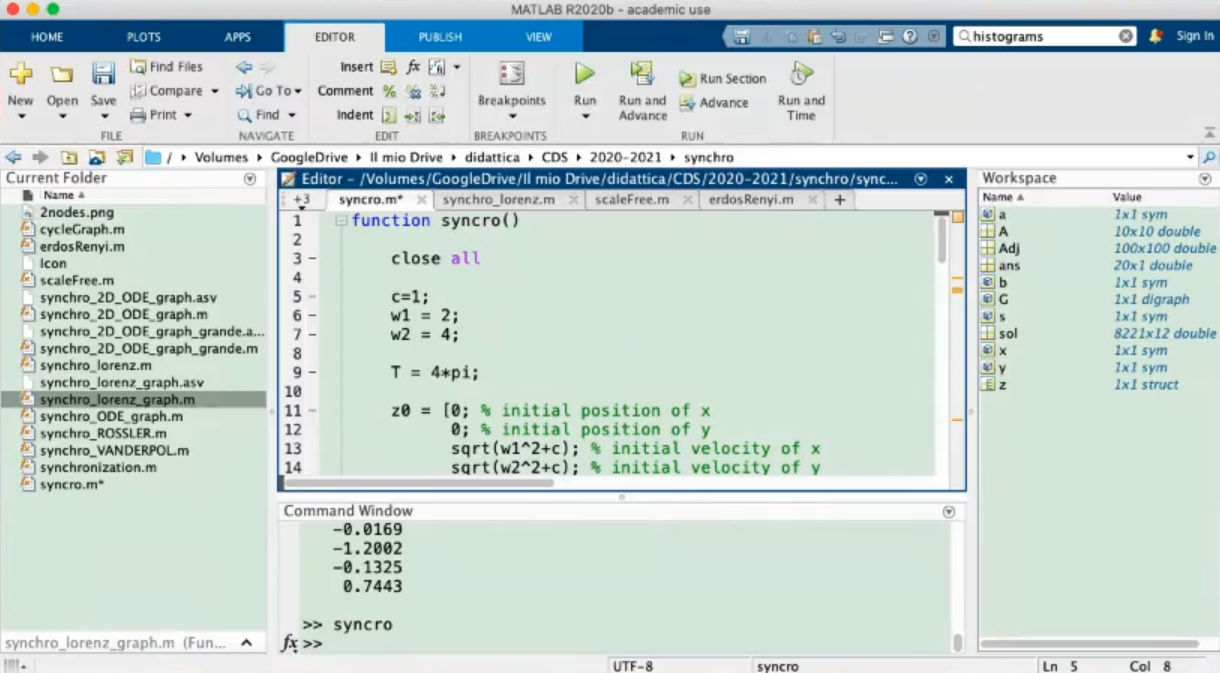 MATLAB R2020b - academic use
HOME PLOTS APPS EDITOR PUBLISH VIEW histograms Sign In
New Open Save Find Files Compare Print
FILE
Go To Find
NAVIGATE
Insert fx
Comment %
Indent
EDIT
Breakpoints
BREAKPOINTS
Run Run and Advance Run Section Advance Run and Time
RUN
/ Volumes GoogleDrive Il mio Drive didattica CDS 2020-2021 synchro
Current Folder
Name
2nodes.png
cycleGraph.m
erdosRenyi.m
Icon
scaleFree.m
synchro_2D_ODE_graph.asv
synchro_2D_ODE_graph.m
synchro_2D_ODE_graph_grande.a...
synchro_2D_ODE_graph_grande.m
synchro_lorenz.m
synchro_lorenz_graph.asv
synchro_lorenz_graph.m
synchro_ODE_graph.m
synchro_ROSSLER.m
synchro_VANDERPOL.m
synchronization.m
syncro.m*
synchro_lorenz_graph.m (Fun...
Editor - /Volumes/GoogleDrive/Il mio Drive/didattica/CDS/2020-2021/synchro/sync...
+3 syncro.m* synchro_lorenz.m scaleFree.m erdosRenyi.m +
1 function syncro()
2
3 - close all
4
5 - c=1;
6 - w1 = 2;
7 - w2 = 4;
8
9 - T = 4*pi;
10
11 - z0 = [0; % initial position of x
12 0; % initial position of y
13 sqrt(w1^2+c); % initial velocity of x
14 sqrt(w2^2+c); % initial velocity of y
Command Window
-0.0169
-1.2002
-0.1325
0.7443
>> syncro
fx >>
Workspace
Name Value
a 1x1 sym
A 10x10 double
Adj 100x100 double
ans 20x1 double
b 1x1 sym
G 1x1 digraph
s 1x1 sym
sol 8221x12 double
x 1x1 sym
y 1x1 sym
z 1x1 struct
UTF-8 syncro Ln 5 Col 8